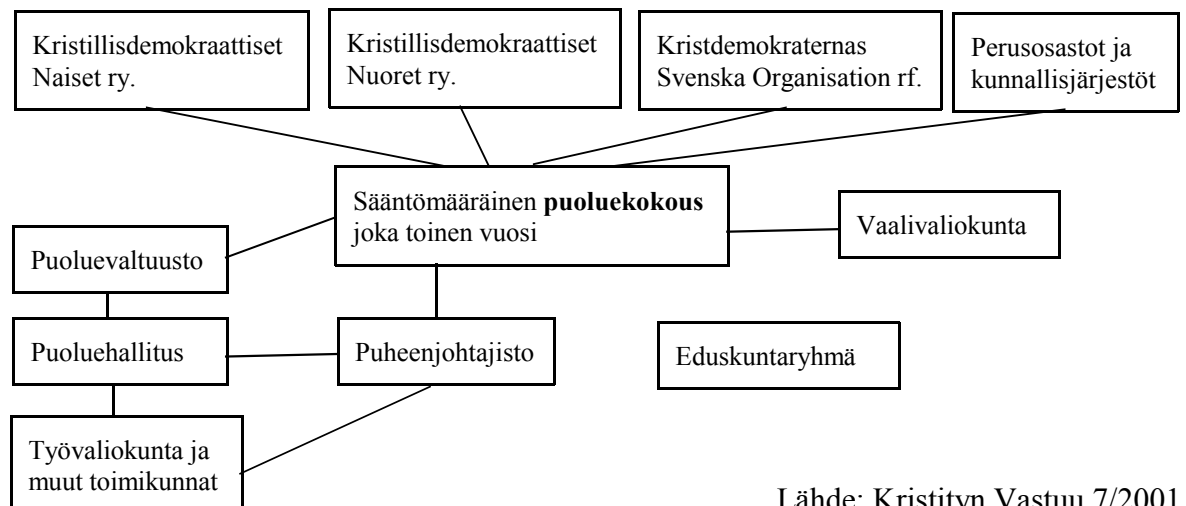 Kristillisdemokraattiset
Naiset ry.
Kristillisdemokraattiset
Nuoret ry.
Kristdemokraternas
Svenska Organisation rf.
Perusosastot ja
kunnallisjärjestöt
Sääntömääräinen puoluekokous
joka toinen vuosi
Vaalivaliokunta
Puoluevaltuusto
Puoluehallitus
Puheenjohtajisto
Eduskuntaryhmä
Työvaliokunta ja
muut toimikunnat
Lähde: Kristityn Vastuu 7/2001